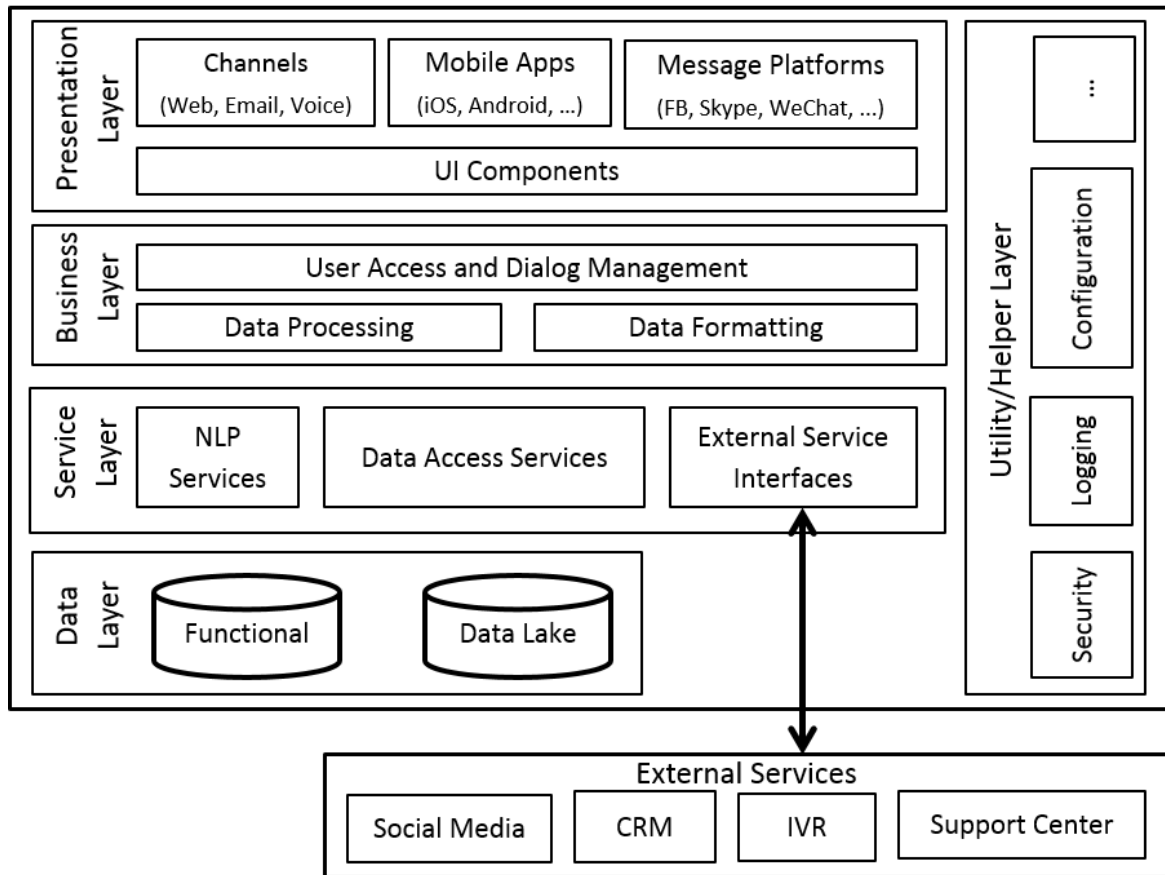 Presentation
Layer
Channels
(Web, Email, Voice)
Mobile Apps
(iOS, Android, ...)
Message Platforms
(FB, Skype, WeChat, ...)
UI Components
Business
Layer
User Access and Dialog Management
Data Processing
Data Formatting
Service
Layer
NLP
Services
Data Access Services
External Service
Interfaces
Data
Layer
Functional
Data Lake
Utility/Helper Layer
...
Configuration
Logging
Security
External Services
Social Media
CRM
IVR
Support Center